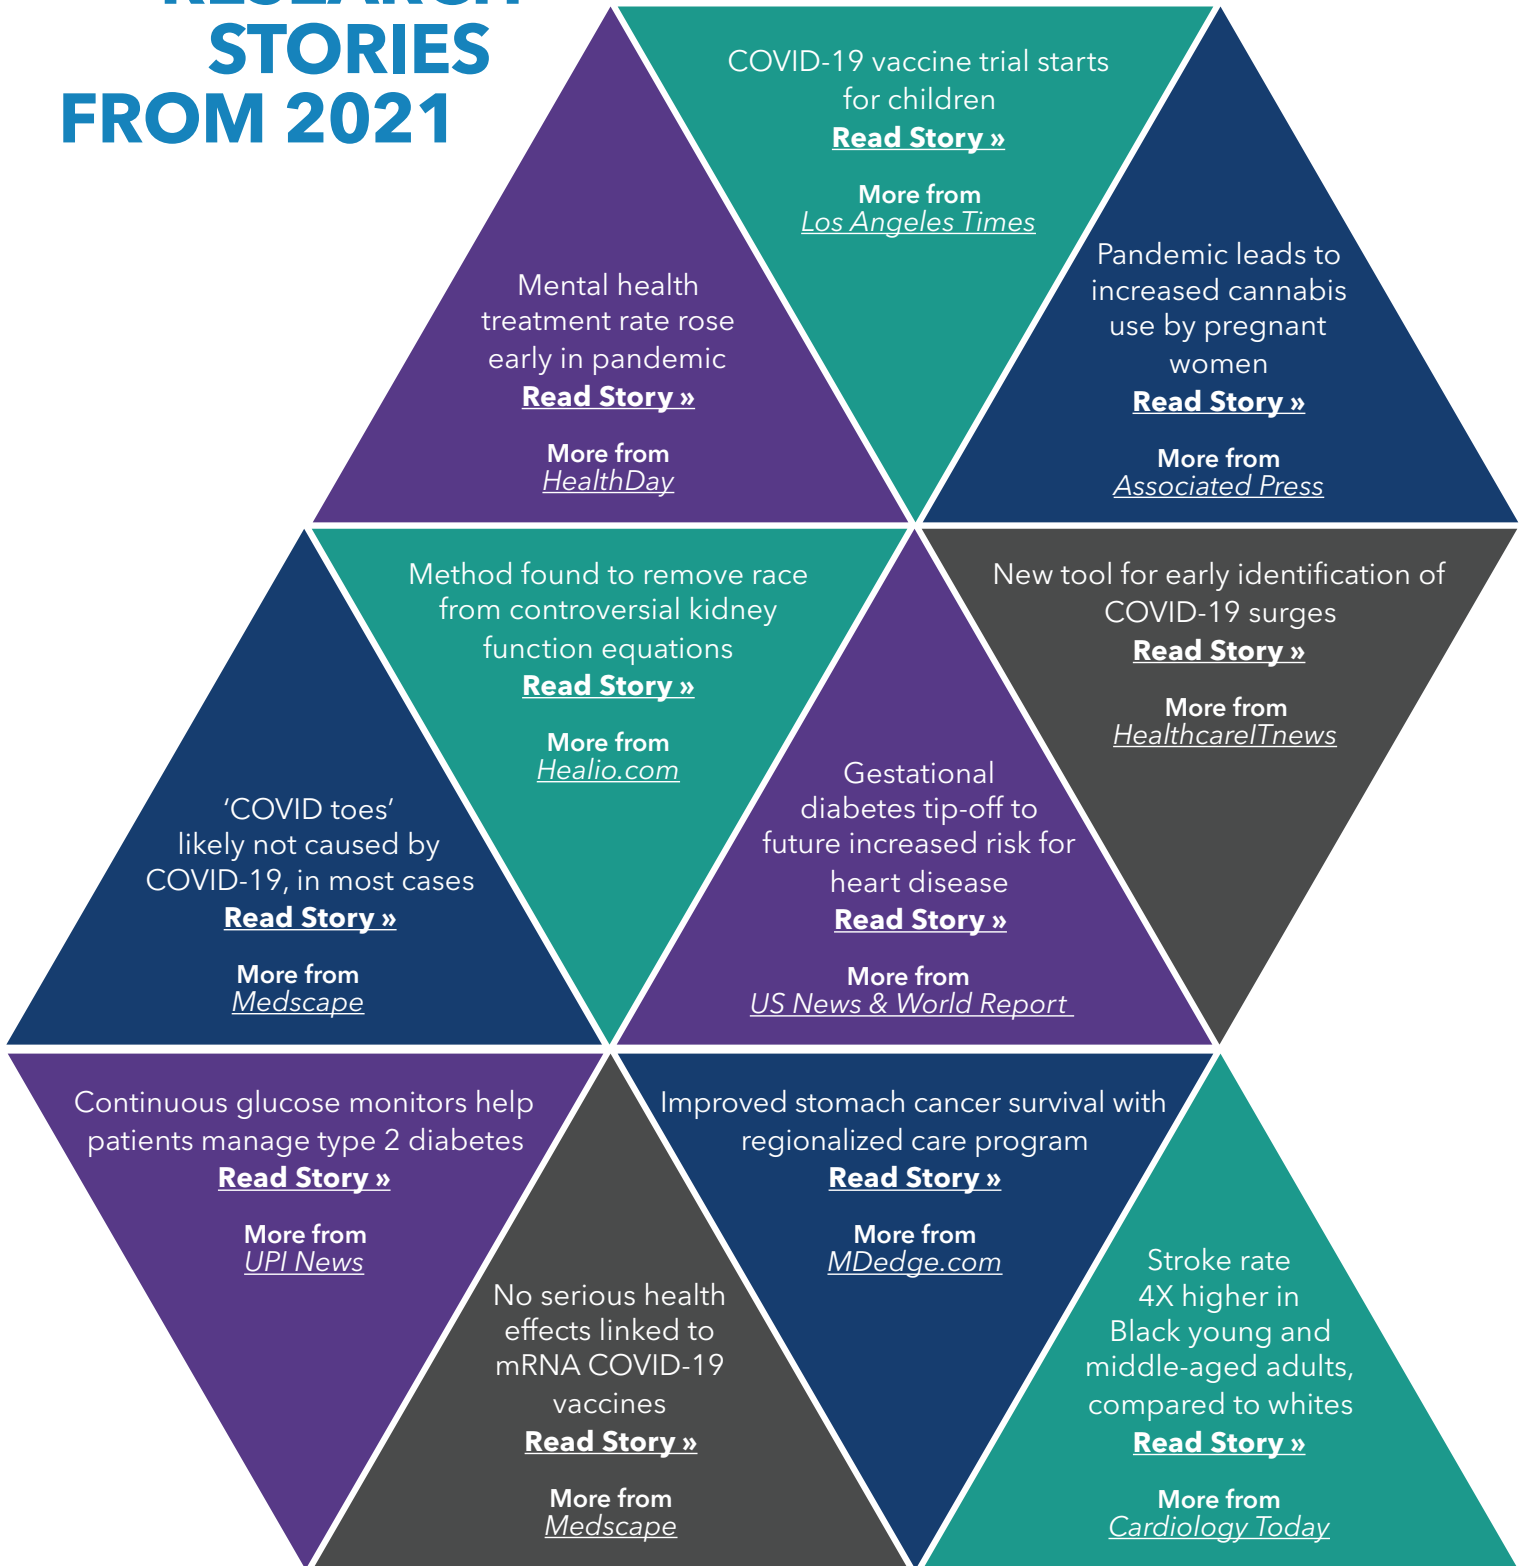 RESEARCH
STORIES
FROM 2021
COVID-19 vaccine trial starts
for children
Read Story »
More from
Los Angeles Times
Mental health
treatment rate rose
early in pandemic
Read Story »
More from
HealthDay
Pandemic leads to
increased cannabis
use by pregnant
women
Read Story »
More from
Associated Press
Method found to remove race
from controversial kidney
function equations
Read Story »
More from
Healio.com
New tool for early identification of
COVID-19 surges
Read Story »
More from
HealthcareITnews
'COVID toes'
likely not caused by
COVID-19, in most cases
Read Story »
More from
Medscape
Gestational
diabetes tip-off to
future increased risk for
heart disease
Read Story »
More from
US News & World Report
Continuous glucose monitors help
patients manage type 2 diabetes
Read Story »
More from
UPI News
Improved stomach cancer survival with
regionalized care program
Read Story »
More from
MDedge.com
No serious health
effects linked to
mRNA COVID-19
vaccines
Read Story »
More from
Medscape
Stroke rate
4X higher in
Black young and
middle-aged adults,
compared to whites
Read Story »
More from
Cardiology Today